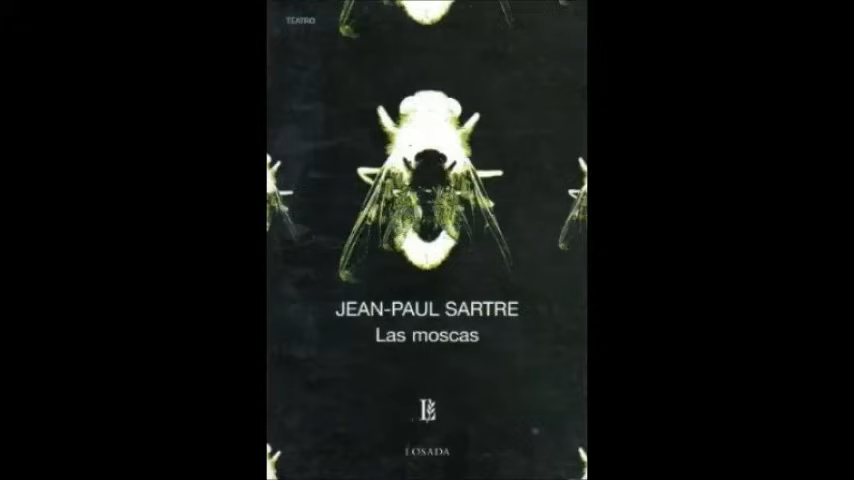 TEATRO
JEAN-PAUL SARTRE
Las moscas
L
LOSADA